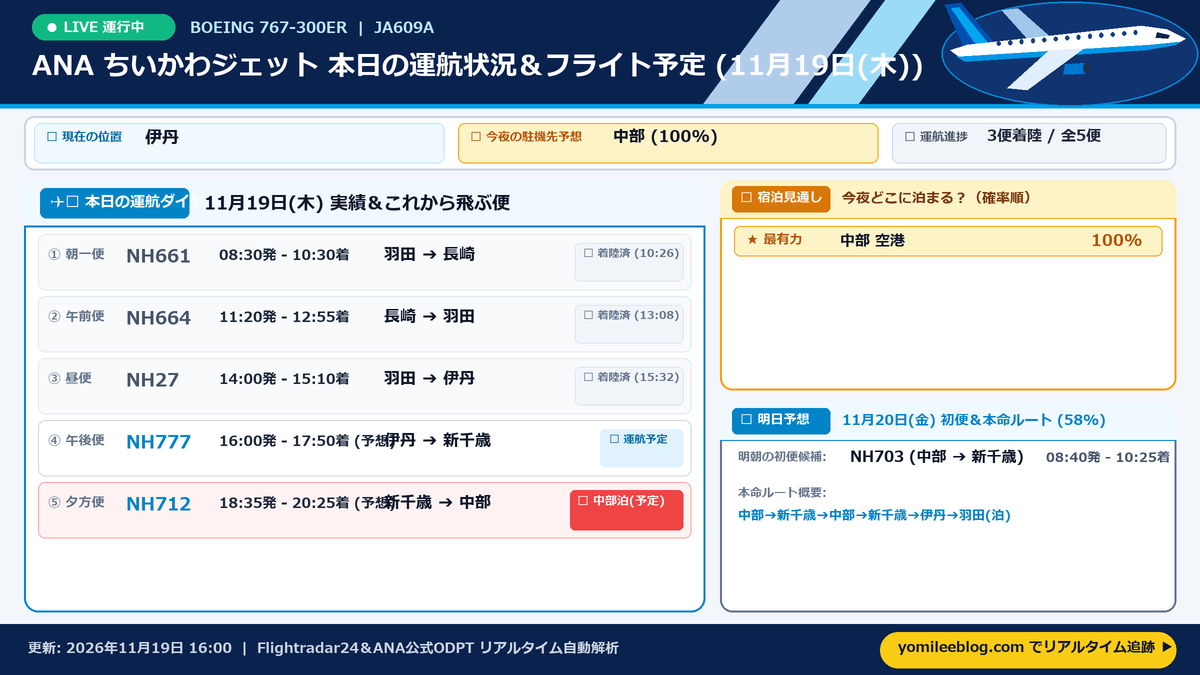 ● LIVE 運行中 BOEING 767-300ER | JA609A
ANA ちいかわジェット 本日の運航状況&フライト予定 (11月19日(木))
□ 現在の位置 伊丹
□ 今夜の駐機先予想 中部 (100%)
□ 運航進捗 3便着陸 / 全5便
✈□ 本日の運航ダイ 11月19日(木) 実績&これから飛ぶ便
① 朝一便 NH661 08:30発 - 10:30着 羽田 → 長崎 □ 着陸済 (10:26)
② 午前便 NH664 11:20発 - 12:55着 長崎 → 羽田 □ 着陸済 (13:08)
③ 昼便 NH27 14:00発 - 15:10着 羽田 → 伊丹 □ 着陸済 (15:32)
④ 午後便 NH777 16:00発 - 17:50着 (予想 伊丹 → 新千歳 □ 運航予定
⑤ 夕方便 NH712 18:35発 - 20:25着 (予想 新千歳 → 中部 □ 中部泊(予定)
□ 宿泊見通し 今夜どこに泊まる？ (確率順)
★ 最有力 中部 空港 100%
□ 明日予想 11月20日(金) 初便&本命ルート (58%)
明朝の初便候補: NH703 (中部 → 新千歳) 08:40発 - 10:25着
本命ルート概要:
中部→新千歳→中部→新千歳→伊丹→羽田(泊)
更新: 2026年11月19日 16:00 | Flightradar24&ANA公式ODPT リアルタイム自動解析
yomileeblog.com でリアルタイム追跡 ▶